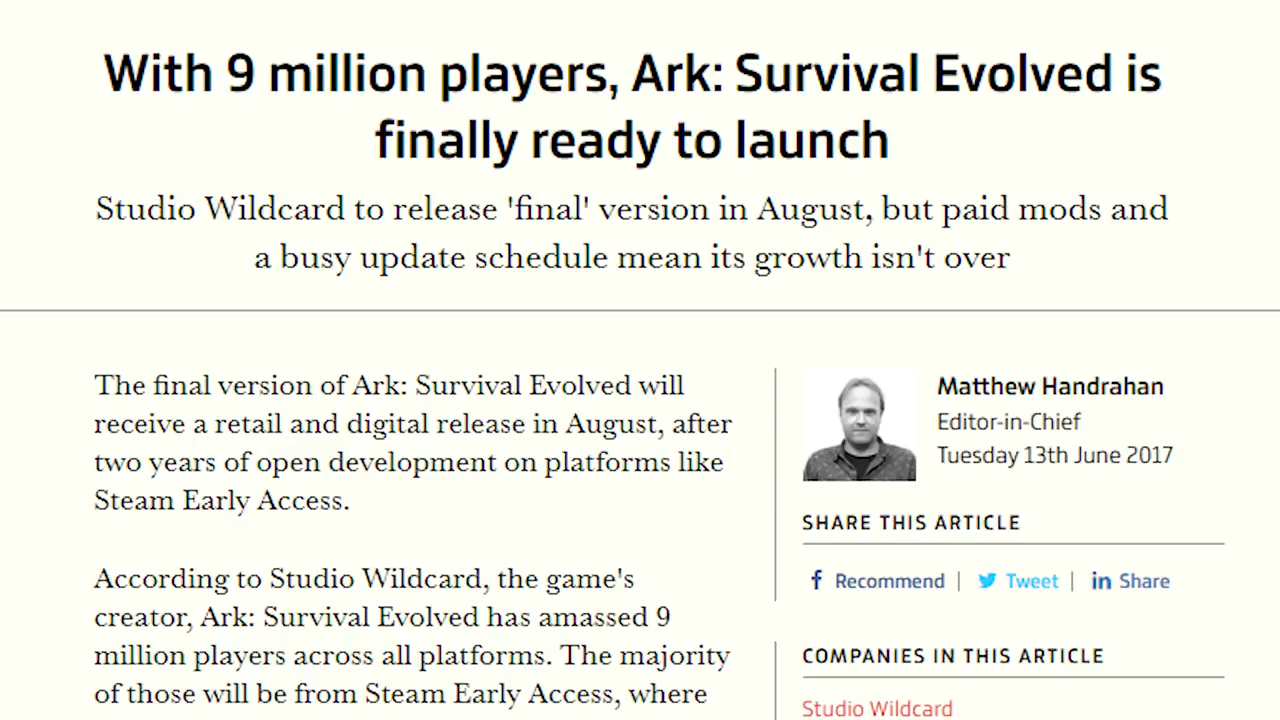 With 9 million players, Ark: Survival Evolved is
finally ready to launch
Studio Wildcard to release 'final' version in August, but paid mods and
a busy update schedule mean its growth isn't over
The final version of Ark: Survival Evolved will
receive a retail and digital release in August, after
two years of open development on platforms like
Steam Early Access.
According to Studio Wildcard, the game's
creator, Ark: Survival Evolved has amassed 9
million players across all platforms. The majority
of those will be from Steam Early Access, where
Matthew Handrahan
Editor-in-Chief
Tuesday 13th June 2017
SHARE THIS ARTICLE
Recommend | Tweet | in Share
COMPANIES IN THIS ARTICLE
Studio Wildcard